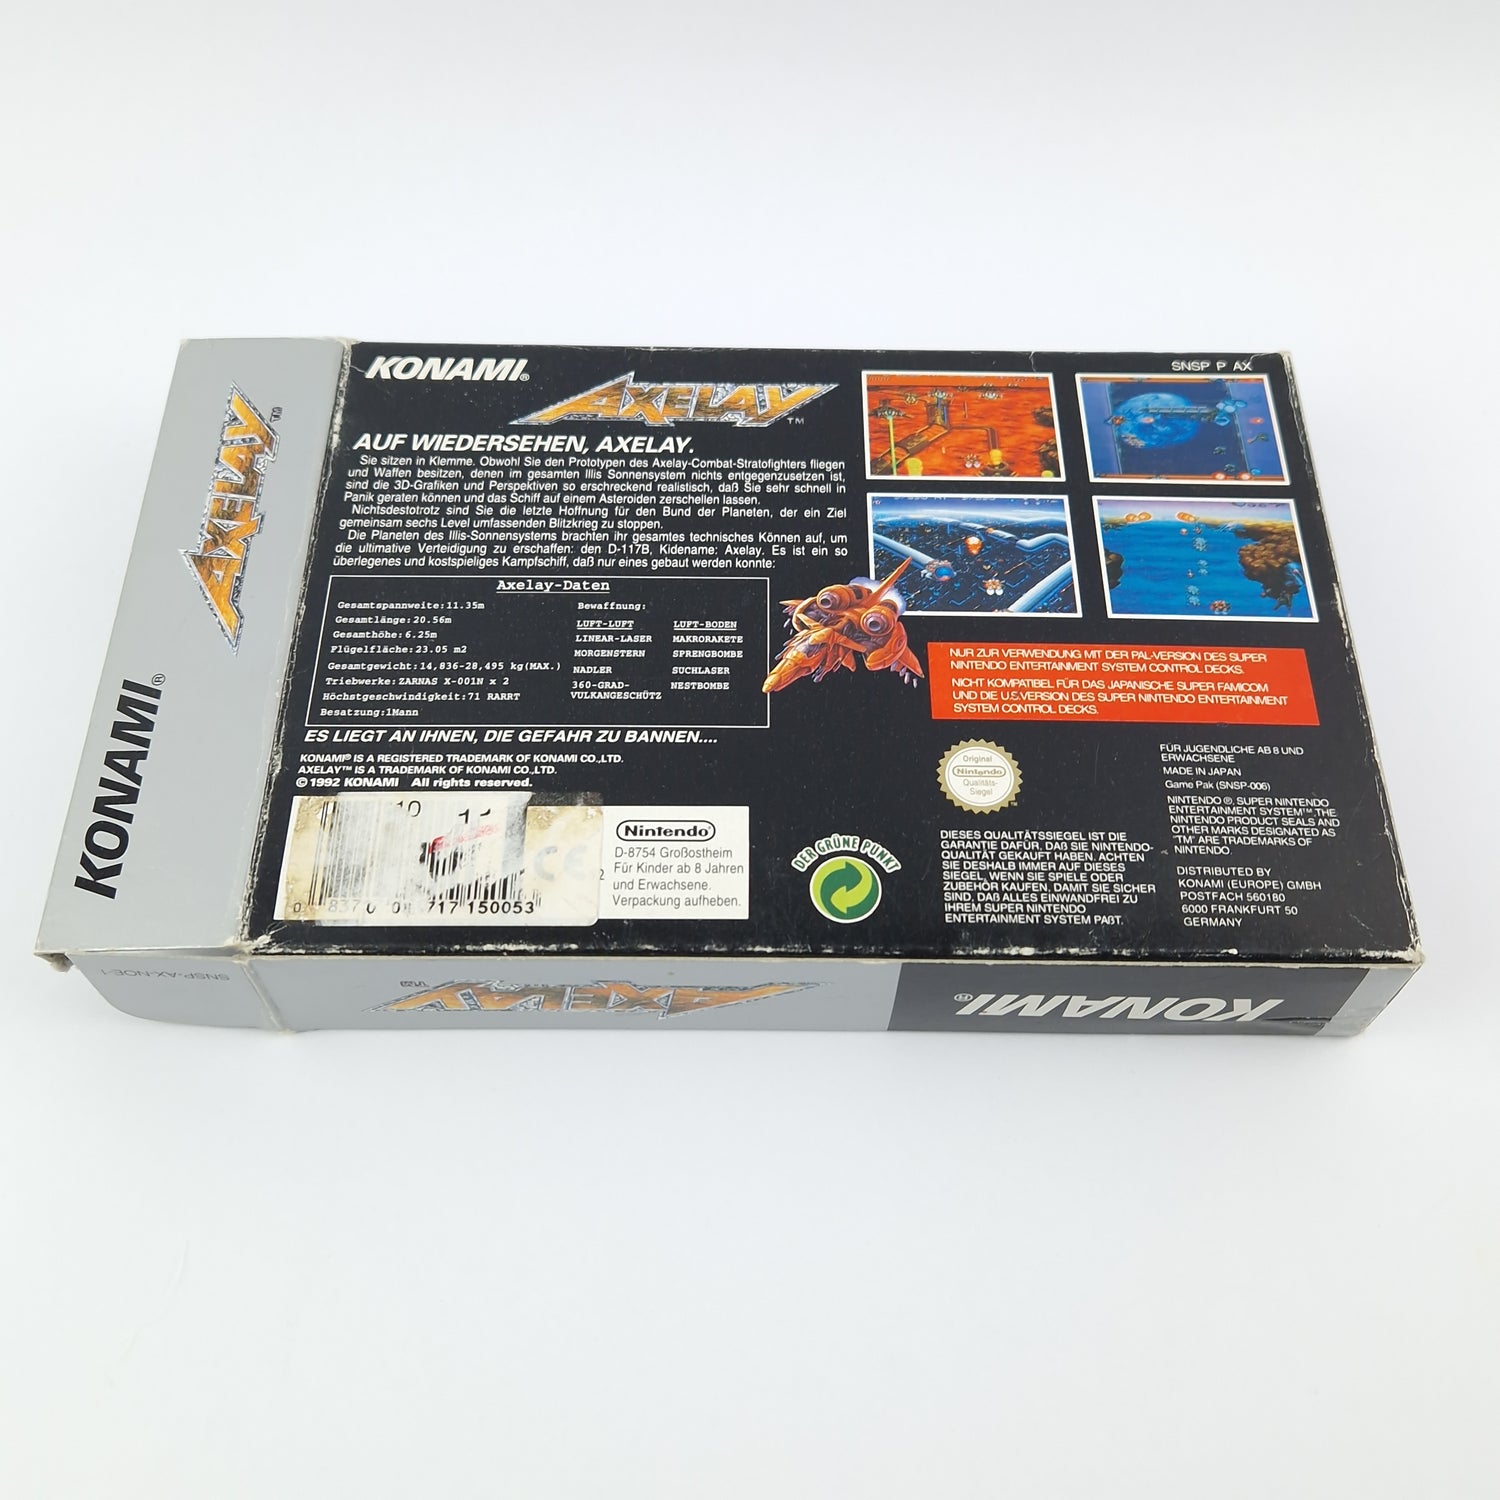 KONAMI®
AXELAY™
SNSP P AX
AUF WIEDERSEHEN, AXELAY.
Sie sitzen in Klemme. Obwohl Sie den Prototypen des Axelay-Combat-Stratofighters fliegen
und Waffen besitzen, denen im gesamten Illis Sonnensystem nichts entgegenzusetzen ist,
sind die 3D-Grafiken und Perspektiven so erschreckend realistisch, daß Sie sehr schnell in
Panik geraten können und das Schiff auf einem Asteroiden zerschellen lassen.
Nichtsdestotrotz sind Sie die letzte Hoffnung für den Bund der Planeten, der ein Ziel
gemeinsam sechs Level umfassenden Blitzkrieg zu stoppen.
Die Planeten des Illis-Sonnensystems brachten ihr gesamtes technisches Können auf, um
die ultimative Verteidigung zu erschaffen: den D-117B, Kidename: Axelay. Es ist ein so
überlegenes und kostspieliges Kampfschiff, daß nur eines gebaut werden konnte:
Axelay-Daten
Gesamtspannweite:11.35m
Gesamtlänge:20.56m
Gesamthöhe:6.25m
Flügelfläche:23.05 m2
Gesamtgewicht:14,836-28,495 kg(MAX.)
Triebwerke:ZARNAS X-001N x 2
Höchstgeschwindigkeit:71 RARRT
Besatzung:1Mann
Bewaffnung:
LUFT-LUFT LUFT-BODEN
LINEAR-LASER MAKRORAKETE
MORGENSTERN SPRENGBOMBE
NADLER SUCHLASER
360-GRAD- NESTBOMBE
VULKANGESCHÜTZ
ES LIEGT AN IHNEN, DIE GEFAHR ZU BANNEN....
KONAMI® IS A REGISTERED TRADEMARK OF KONAMI CO.,LTD.
AXELAY™ IS A TRADEMARK OF KONAMI CO.,LTD.
© 1992 KONAMI All rights reserved.
717 150053
CE
Nintendo®
D-8754 Großostheim
Für Kinder ab 8 Jahren
und Erwachsene.
Verpackung aufheben.
DER GRÜNE PUNKT
NUR ZUR VERWENDUNG MIT DER PAL-VERSION DES SUPER
NINTENDO ENTERTAINMENT SYSTEM CONTROL DECKS.
NICHT KOMPATIBEL FÜR DAS JAPANISCHE SUPER FAMICOM
UND DIE U.S.VERSION DES SUPER NINTENDO ENTERTAINMENT
SYSTEM CONTROL DECKS.
Original
Nintendo
Qualitäts-
Siegel
™
DIESES QUALITÄTSSIEGEL IST DIE
GARANTIE DAFÜR, DAß SIE NINTENDO-
QUALITÄT GEKAUFT HABEN. ACHTEN
SIE DESHALB IMMER AUF DIESES
SIEGEL, WENN SIE SPIELE ODER
ZUBEHÖR KAUFEN, DAMIT SIE SICHER
SIND, DAß ALLES EINWANDFREI ZU
IHREM SUPER NINTENDO
ENTERTAINMENT SYSTEM PAßT.
FÜR JUGENDLICHE AB 8 UND
ERWACHSENE
MADE IN JAPAN
Game Pak (SNSP-006)
NINTENDO ®, SUPER NINTENDO
ENTERTAINMENT SYSTEM™,THE
NINTENDO PRODUCT SEALS AND
OTHER MARKS DESIGNATED AS
"TM" ARE TRADEMARKS OF
NINTENDO.
DISTRIBUTED BY
KONAMI (EUROPE) GMBH
POSTFACH 560180
6000 FRANKFURT 50
GERMANY
AXELAY™
KONAMI®
SNSP-AX-NOE-1
AXELAY™
KONAMI®